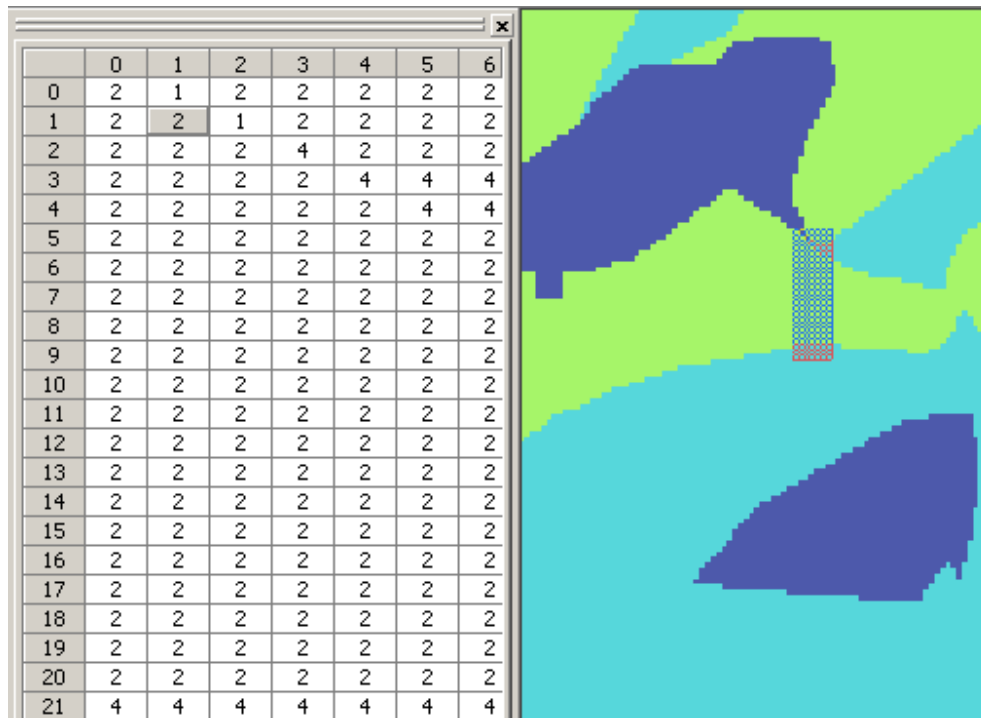 0 1 2 3 4 5 6
0 2 1 2 2 2 2 2
1 2 2 1 2 2 2 2
2 2 2 2 4 2 2 2
3 2 2 2 2 4 4 4
4 2 2 2 2 2 4 4
5 2 2 2 2 2 2 2
6 2 2 2 2 2 2 2
7 2 2 2 2 2 2 2
8 2 2 2 2 2 2 2
9 2 2 2 2 2 2 2
10 2 2 2 2 2 2 2
11 2 2 2 2 2 2 2
12 2 2 2 2 2 2 2
13 2 2 2 2 2 2 2
14 2 2 2 2 2 2 2
15 2 2 2 2 2 2 2
16 2 2 2 2 2 2 2
17 2 2 2 2 2 2 2
18 2 2 2 2 2 2 2
19 2 2 2 2 2 2 2
20 2 2 2 2 2 2 2
21 4 4 4 4 4 4 4